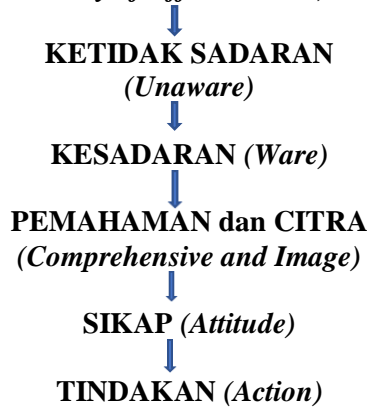 KETIDAK SADARAN
(Unaware)
KESADARAN (Ware)
PEMAHAMAN dan CITRA
(Comprehensive and Image)
SIKAP (Attitude)
TINDAKAN (Action)